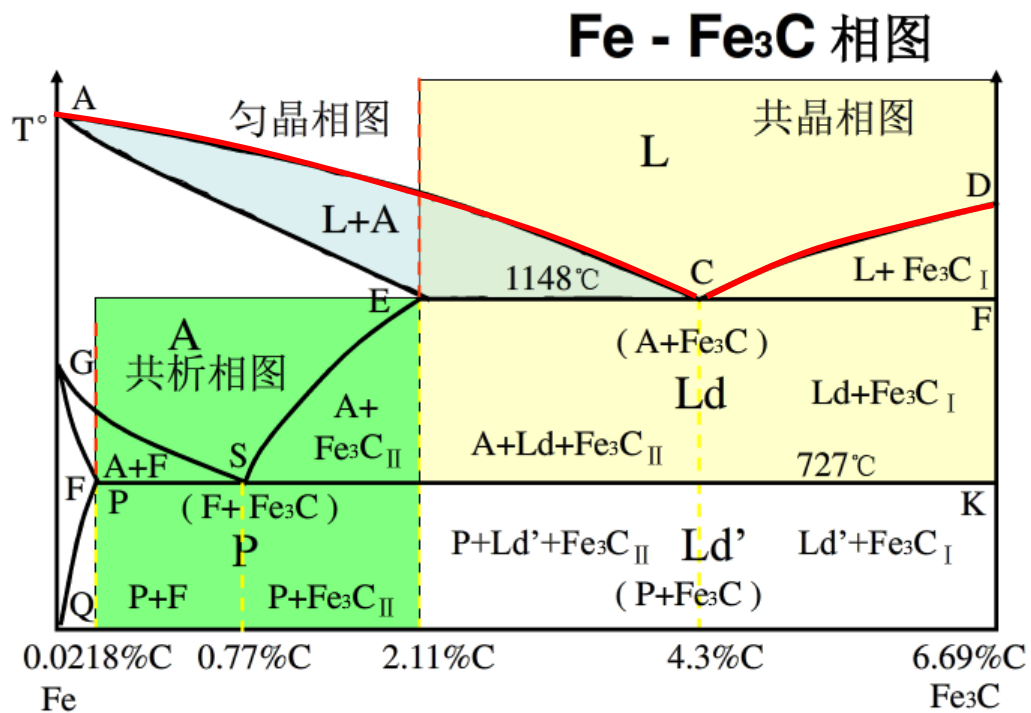 Fe - Fe₃C 相图
A
T°
匀晶相图
共晶相图
L
D
L+A
1148℃
C
L+ Fe₃C Ⅰ
E
F
A
(A+Fe₃C)
G
共析相图
Ld
Ld+Fe₃C Ⅰ
A+
Fe₃C Ⅱ
A+Ld+Fe₃C Ⅱ
S
A+F
727℃
F
P
K
(F+ Fe₃C)
P
P+Ld’+Fe₃C Ⅱ
Ld’
Ld’+Fe₃C Ⅰ
(P+Fe₃C)
Q
P+F
P+Fe₃C Ⅱ
0.0218%C
0.77%C
2.11%C
4.3%C
6.69%C
Fe
Fe₃C